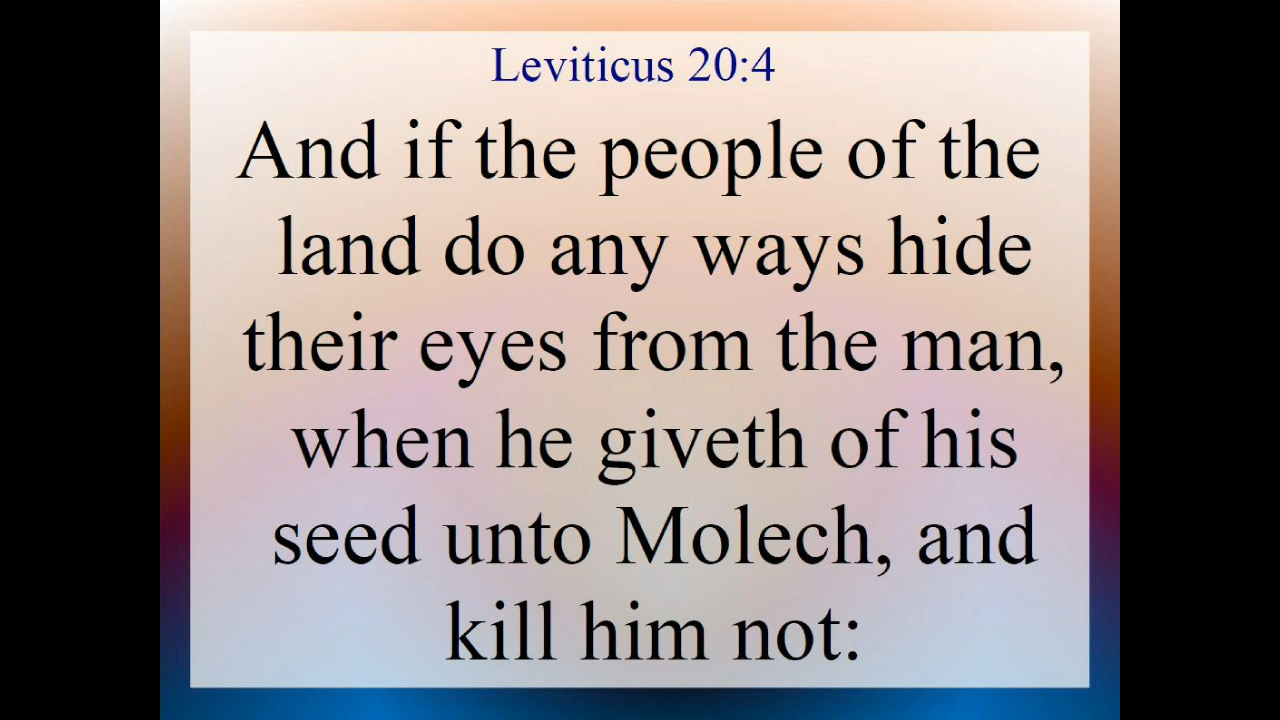 Leviticus 20:4
And if the people of the
land do any ways hide
their eyes from the man,
when he giveth of his
seed unto Molech, and
kill him not: